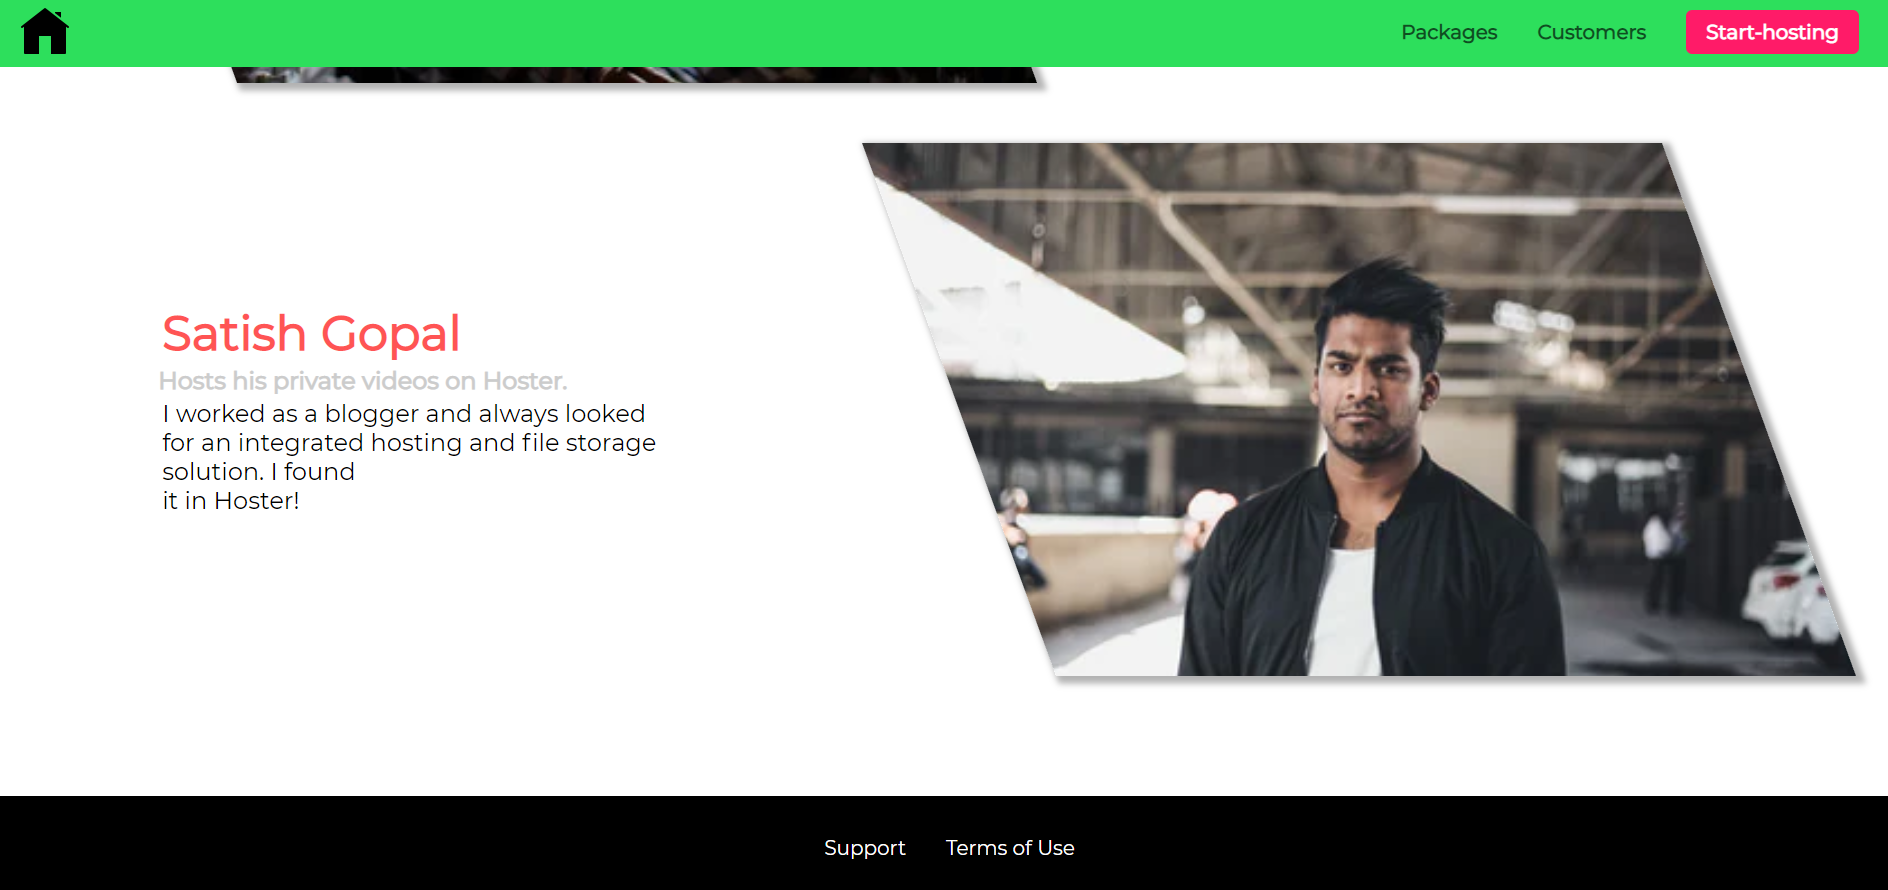 Packages
Customers
Start-hosting
Satish Gopal
Hosts his private videos on Hoster.
I worked as a blogger and always looked
for an integrated hosting and file storage
solution. I found
it in Hoster!
Support
Terms of Use